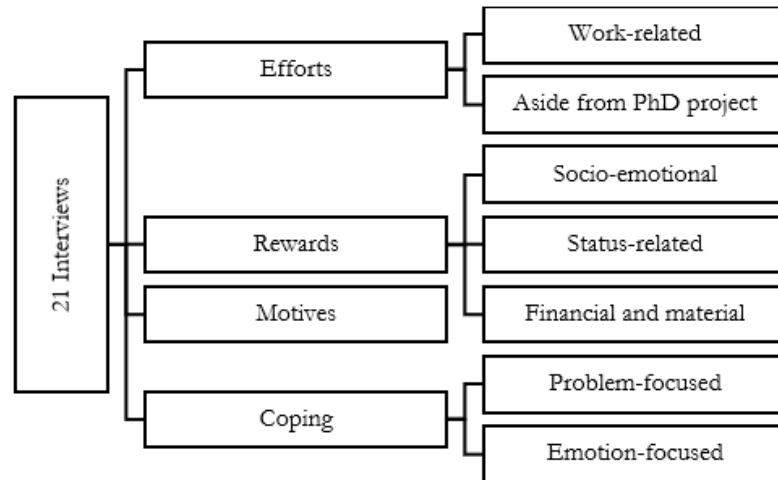 21 Interviews
Efforts
Work-related
Aside from PhD project
Rewards
Socio-emotional
Status-related
Financial and material
Motives
Coping
Problem-focused
Emotion-focused